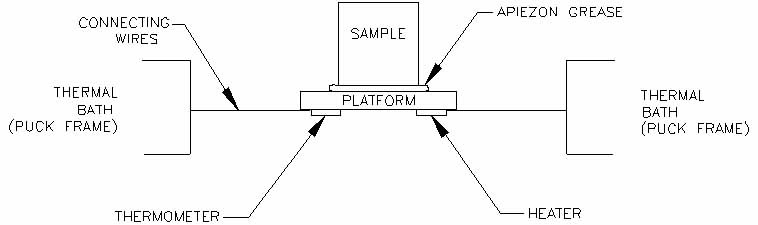 CONNECTING
WIRES
SAMPLE
APIEZON GREASE
THERMAL
BATH
(PUCK FRAME)
PLATFORM
THERMAL
BATH
(PUCK FRAME)
THERMOMETER
HEATER